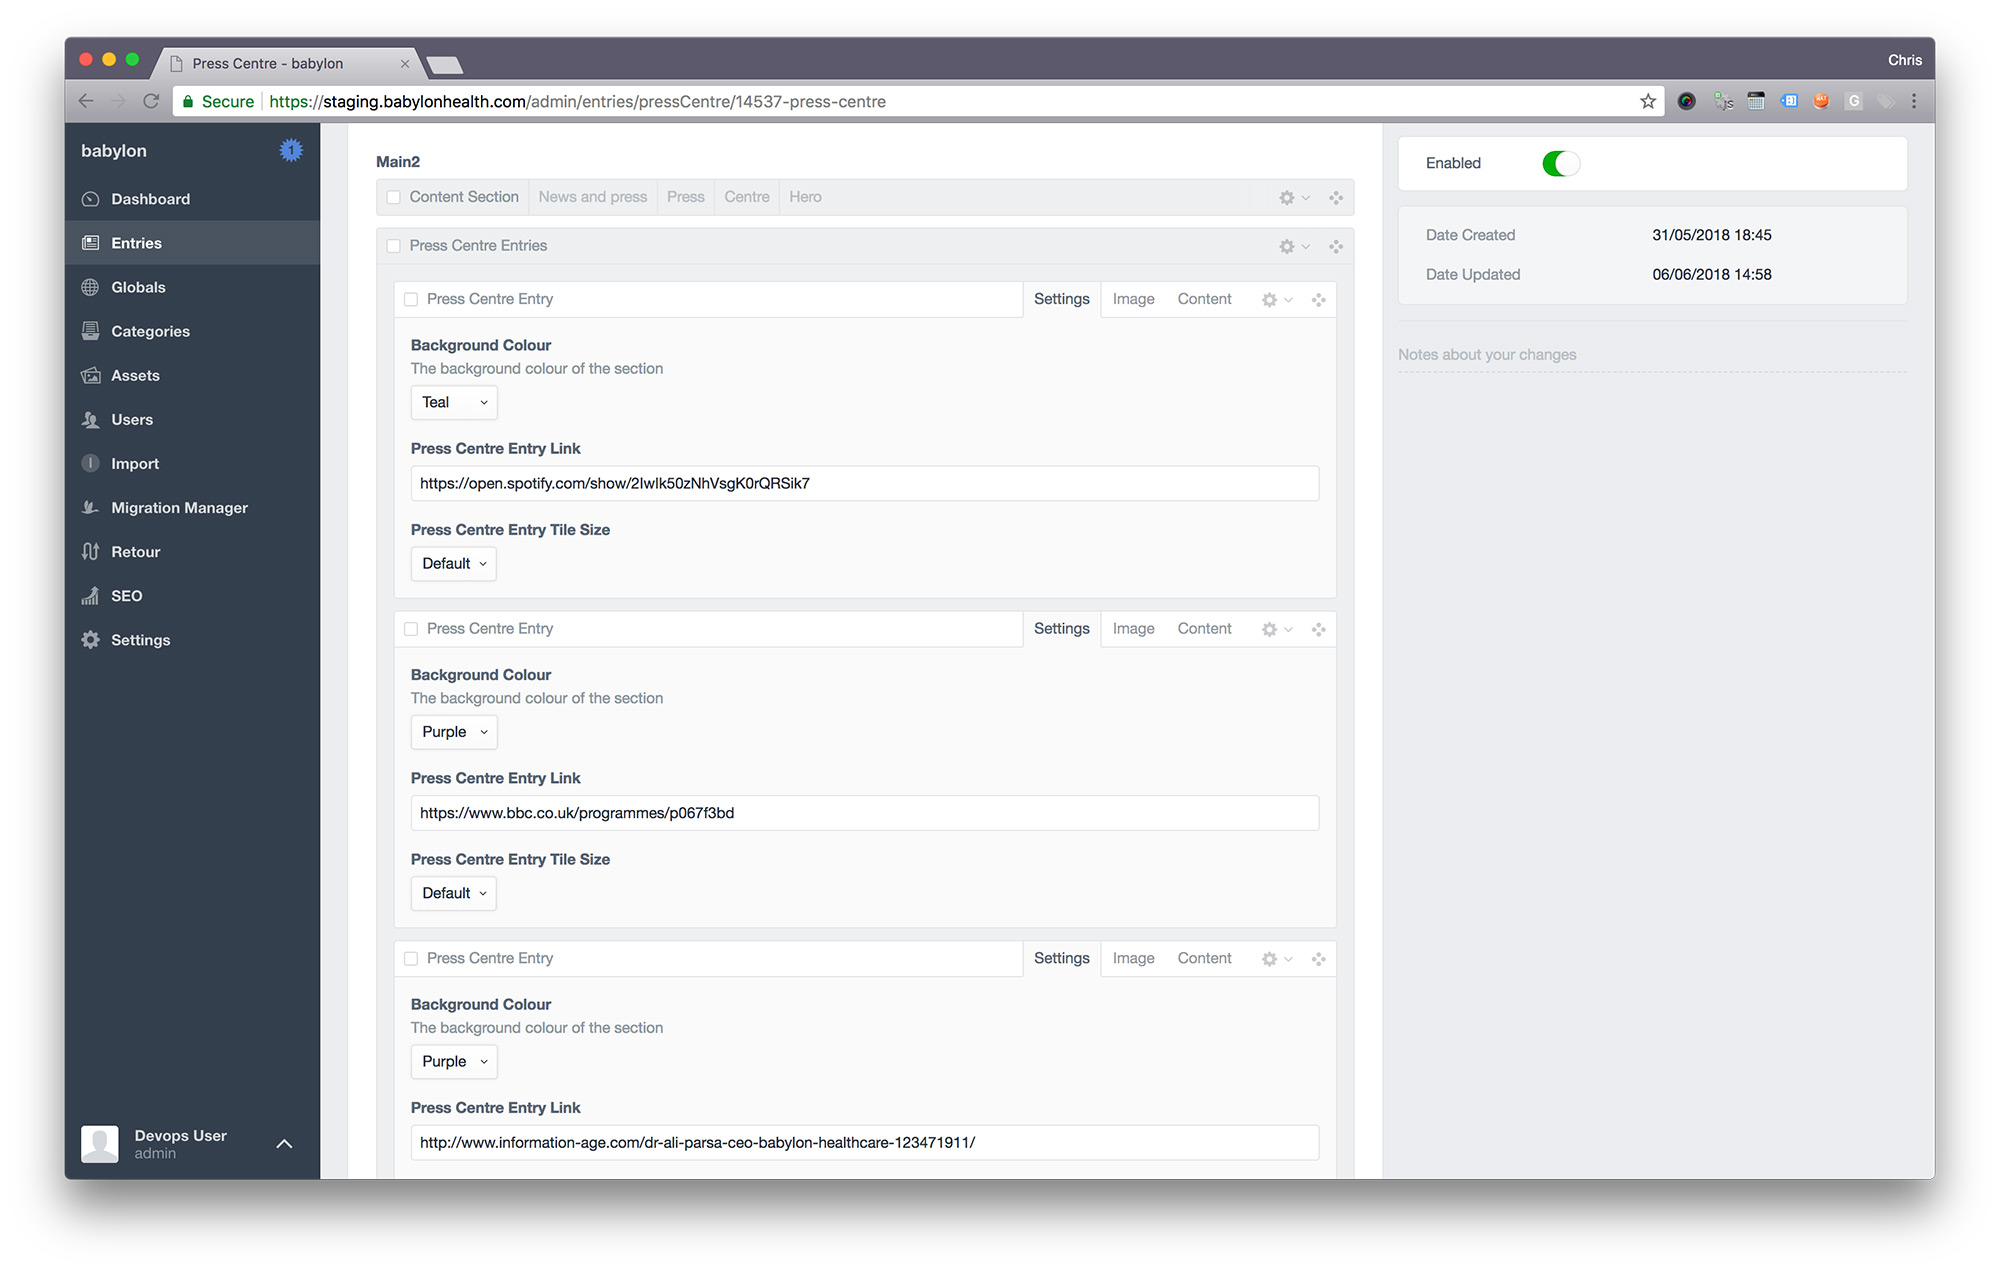 Press Centre - babylon
Chris
Secure https://staging.babylonhealth.com/admin/entries/pressCentre/14537-press-centre
babylon 1
Dashboard
Entries
Globals
Categories
Assets
Users
Import
Migration Manager
Retour
SEO
Settings
Devops User
admin
Main2
Content Section News and press Press Centre Hero
Press Centre Entries
Press Centre Entry Settings Image Content
Background Colour
The background colour of the section
Teal
Press Centre Entry Link
https://open.spotify.com/show/2IwIk50zNhVsgK0rQRSik7
Press Centre Entry Tile Size
Default
Press Centre Entry Settings Image Content
Background Colour
The background colour of the section
Purple
Press Centre Entry Link
https://www.bbc.co.uk/programmes/p067f3bd
Press Centre Entry Tile Size
Default
Press Centre Entry Settings Image Content
Background Colour
The background colour of the section
Purple
Press Centre Entry Link
http://www.information-age.com/dr-ali-parsa-ceo-babylon-healthcare-123471911/
Enabled
Date Created 31/05/2018 18:45
Date Updated 06/06/2018 14:58
Notes about your changes